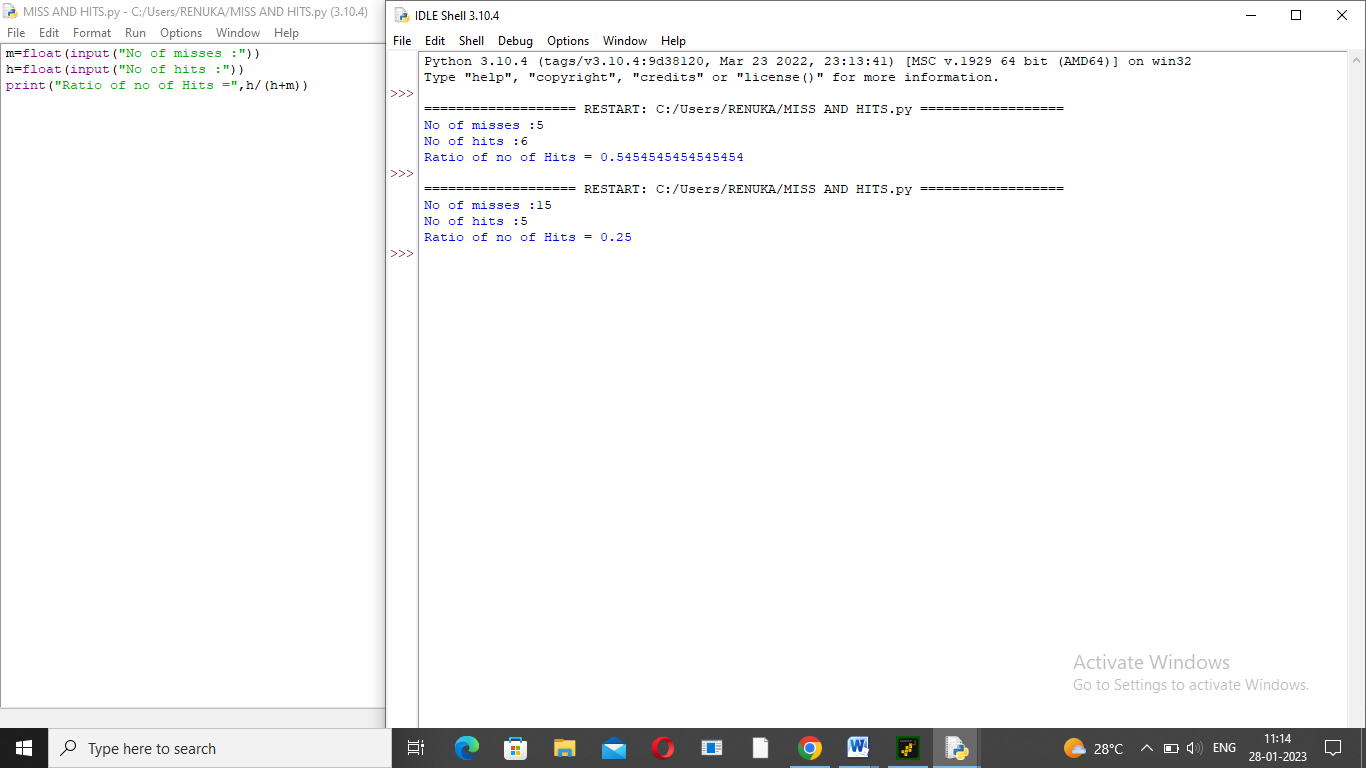 MISS AND HITS.py - C:/Users/RENUKA/MISS AND HITS.py (3.10.4)
File Edit Format Run Options Window Help
m=float(input("No of misses :"))
h=float(input("No of hits :"))
print("Ratio of no of Hits =",h/(h+m))
IDLE Shell 3.10.4
File Edit Shell Debug Options Window Help
Python 3.10.4 (tags/v3.10.4:9d38120, Mar 23 2022, 23:13:41) [MSC v.1929 64 bit (AMD64)] on win32
Type "help", "copyright", "credits" or "license()" for more information.
>>>
=================== RESTART: C:/Users/RENUKA/MISS AND HITS.py ==================
No of misses :5
No of hits :6
Ratio of no of Hits = 0.5454545454545454
>>>
=================== RESTART: C:/Users/RENUKA/MISS AND HITS.py ==================
No of misses :15
No of hits :5
Ratio of no of Hits = 0.25
>>>
Activate Windows
Go to Settings to activate Windows.
Type here to search
28°C
ENG
11:14
28-01-2023